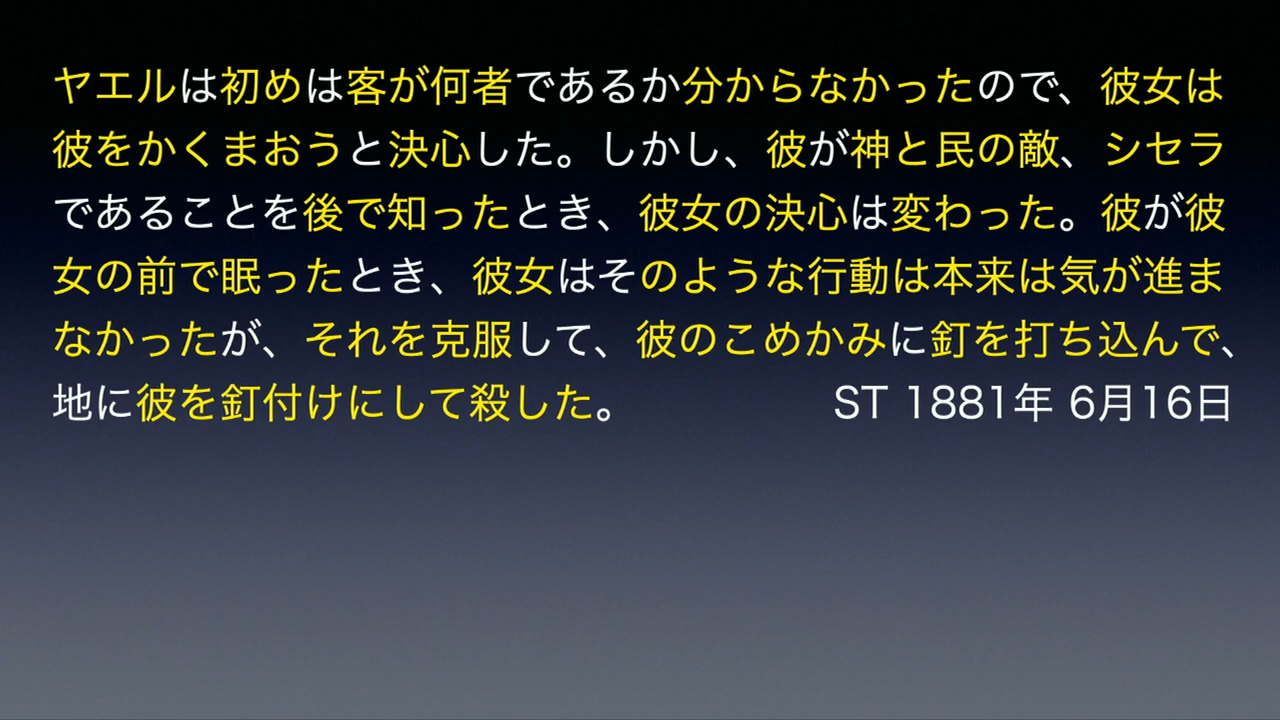 ヤエルは初めは客が何者であるか分からなかったので、彼女は
彼をかくまおうと決心した。しかし、彼が神と民の敵、シセラ
であることを後で知ったとき、彼女の決心は変わった。彼が彼
女の前で眠ったとき、彼女はそのような行動は本来は気が進ま
なかったが、それを克服して、彼のこめかみに釘を打ち込んで、
地に彼を釘付けにして殺した。 ST 1881年 6月16日